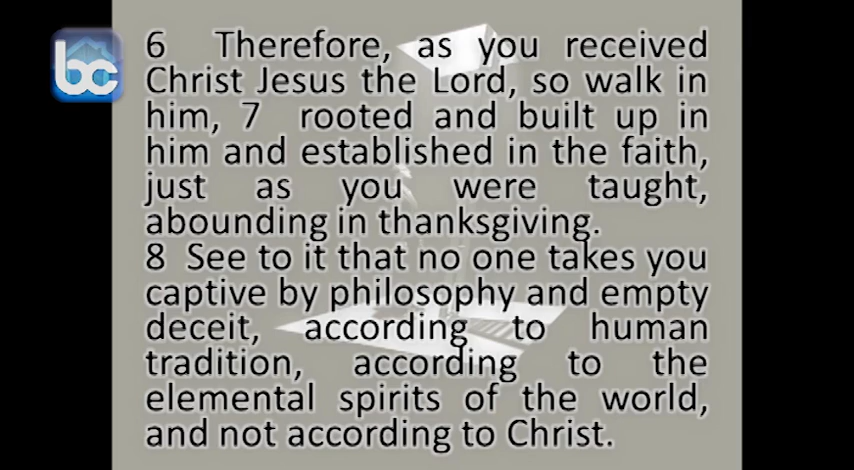 bc
6 Therefore, as you received
Christ Jesus the Lord, so walk in
him, 7 rooted and built up in
him and established in the faith,
just as you were taught,
abounding in thanksgiving.
8 See to it that no one takes you
captive by philosophy and empty
deceit, according to human
tradition, according to the
elemental spirits of the world,
and not according to Christ.